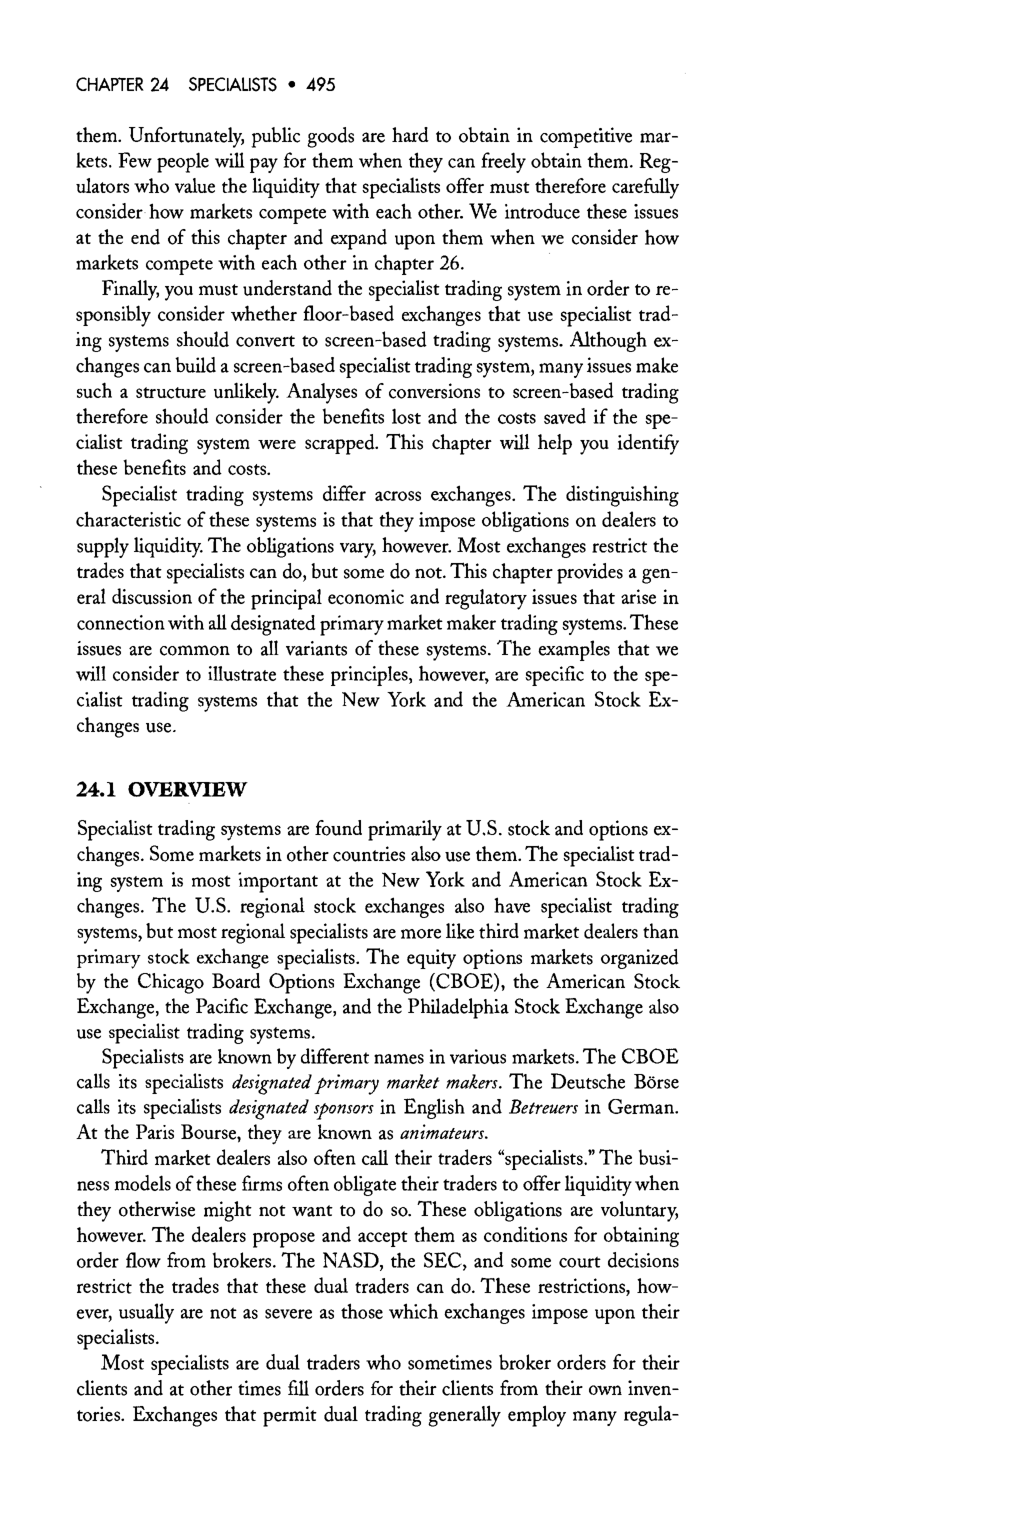 CHAPTER 24 SPECIALISTS • 495
them. Unfortunately, public goods are hard to obtain in competitive mar-
kets. Few people will pay for them when they can freely obtain them. Reg-
ulators who value the liquidity that specialists offer must therefore carefully
consider how markets compete with each other. We introduce these issues
at the end of this chapter and expand upon them when we consider how
markets compete with each other in chapter 26.
Finally, you must understand the specialist trading system in order to re-
sponsibly consider whether floor-based exchanges that use specialist trad-
ing systems should convert to screen-based trading systems. Although ex-
changes can build a screen-based specialist trading system, many issues make
such a structure unlikely. Analyses of conversions to screen-based trading
therefore should consider the benefits lost and the costs saved if the spe-
cialist trading system were scrapped. This chapter will help you identify
these benefits and costs.
Specialist trading systems differ across exchanges. The distinguishing
characteristic of these systems is that they impose obligations on dealers to
supply liquidity. The obligations vary, however. Most exchanges restrict the
trades that specialists can do, but some do not. This chapter provides a gen-
eral discussion of the principal economic and regulatory issues that arise in
connection with all designated primary market maker trading systems. These
issues are common to all variants of these systems. The examples that we
will consider to illustrate these principles, however, are specific to the spe-
cialist trading systems that the New York and the American Stock Ex-
changes use.
24.1 OVERVIEW
Specialist trading systems are found primarily at U.S. stock and options ex-
changes. Some markets in other countries also use them. The specialist trad-
ing system is most important at the New York and American Stock Ex-
changes. The U.S. regional stock exchanges also have specialist trading
systems, but most regional specialists are more like third market dealers than
primary stock exchange specialists. The equity options markets organized
by the Chicago Board Options Exchange (CBOE), the American Stock
Exchange, the Pacific Exchange, and the Philadelphia Stock Exchange also
use specialist trading systems.
Specialists are known by different names in various markets. The CBOE
calls its specialists designated primary market makers. The Deutsche Börse
calls its specialists designated sponsors in English and Betreuers in German.
At the Paris Bourse, they are known as animateurs.
Third market dealers also often call their traders “specialists.” The busi-
ness models of these firms often obligate their traders to offer liquidity when
they otherwise might not want to do so. These obligations are voluntary,
however. The dealers propose and accept them as conditions for obtaining
order flow from brokers. The NASD, the SEC, and some court decisions
restrict the trades that these dual traders can do. These restrictions, how-
ever, usually are not as severe as those which exchanges impose upon their
specialists.
Most specialists are dual traders who sometimes broker orders for their
clients and at other times fill orders for their clients from their own inven-
tories. Exchanges that permit dual trading generally employ many regula-